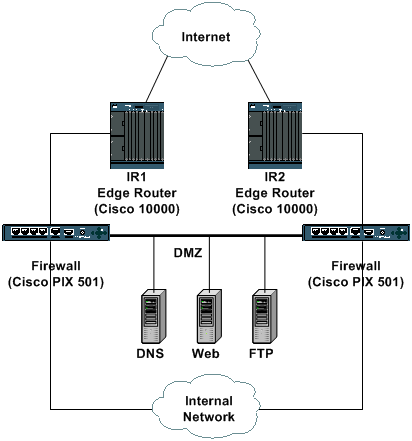 Internet
IR1
Edge Router
(Cisco 10000)
IR2
Edge Router
(Cisco 10000)
DMZ
Firewall
(Cisco PIX 501)
Firewall
(Cisco PIX 501)
DNS
Web
FTP
Internal
Network